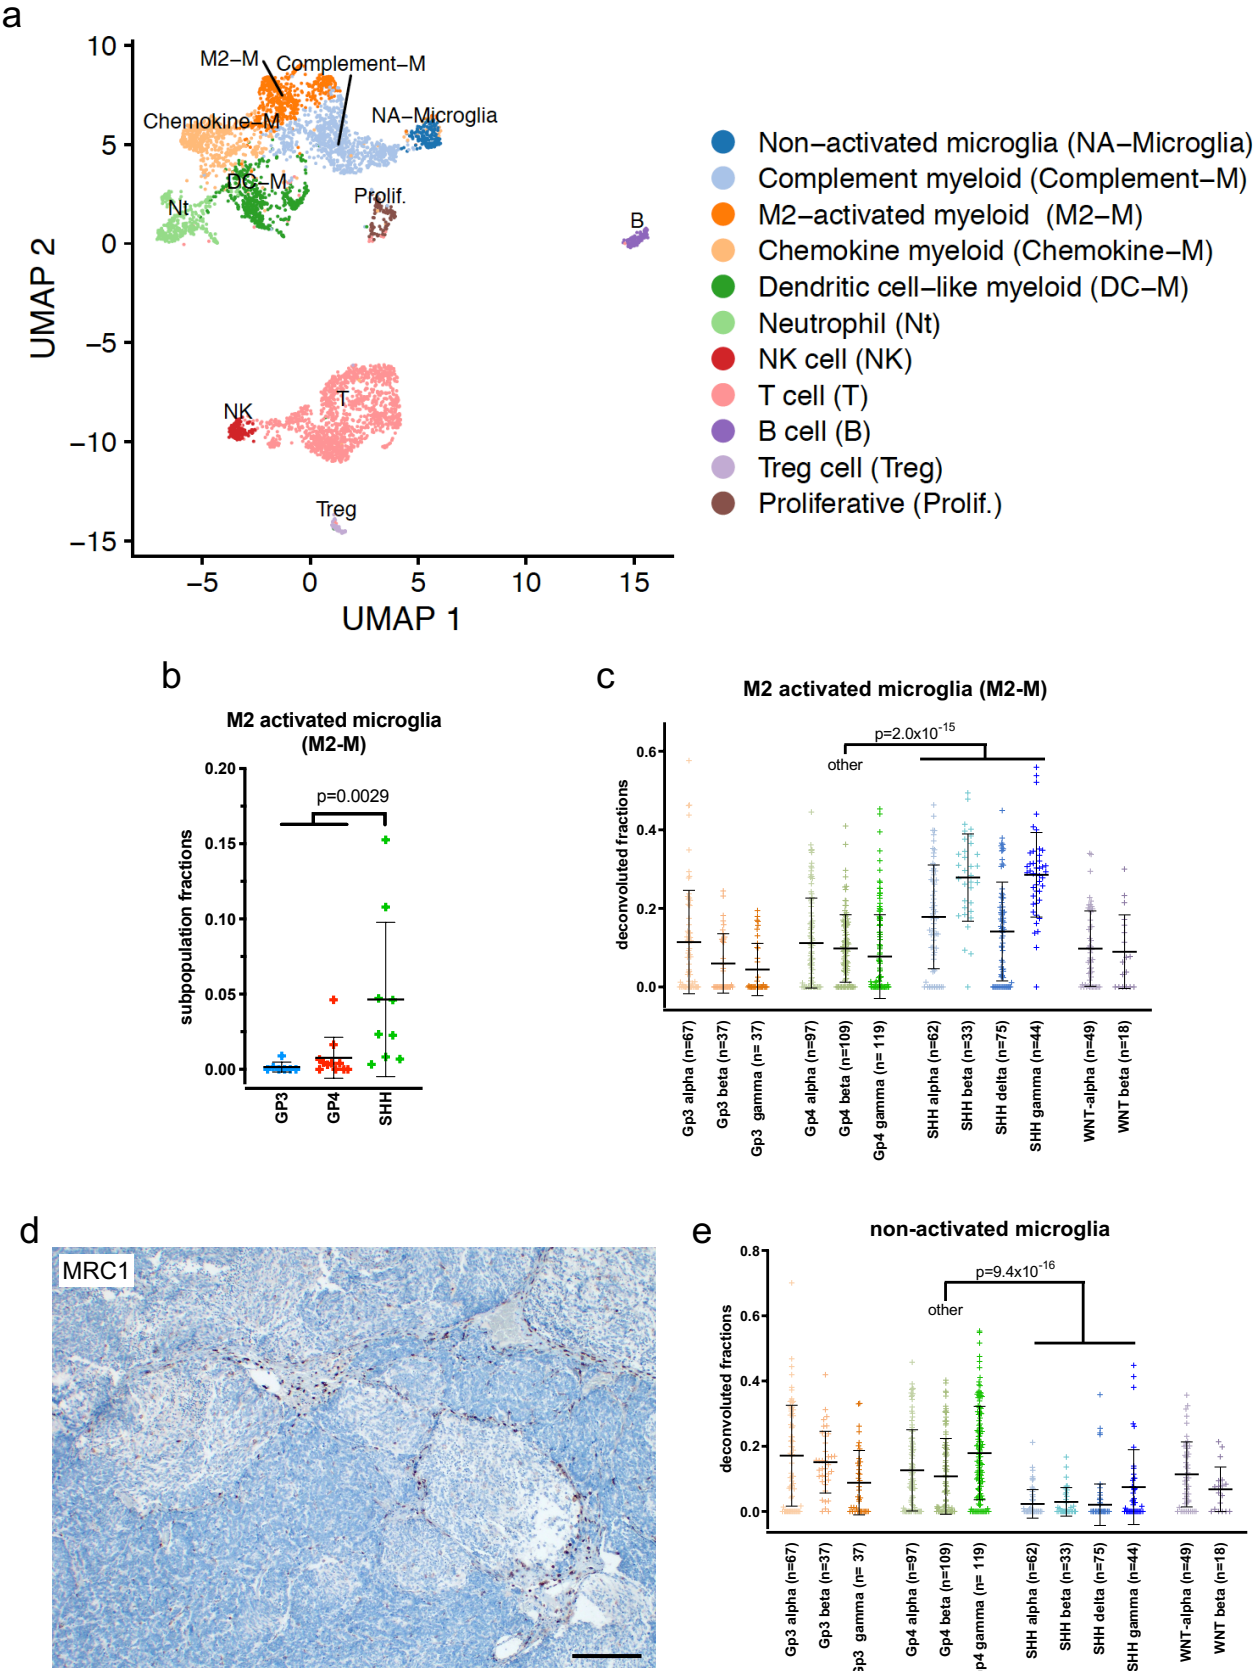 a
10
5
0
−5
−10
−15
UMAP 2
−5
0
5
10
15
UMAP 1
M2−M
Complement−M
NA−Microglia
Chemokine−M
DC−M
Nt
Prolif.
B
NK
T
Treg
Non−activated microglia (NA−Microglia)
Complement myeloid (Complement−M)
M2−activated myeloid (M2−M)
Chemokine myeloid (Chemokine−M)
Dendritic cell−like myeloid (DC−M)
Neutrophil (Nt)
NK cell (NK)
T cell (T)
B cell (B)
Treg cell (Treg)
Proliferative (Prolif.)
b
M2 activated microglia
(M2-M)
p=0.0029
subpopulation fractions
0.20
0.15
0.10
0.05
0.00
GP3
GP4
SHH
c
M2 activated microglia (M2-M)
p=2.0x10-15
other
deconvoluted fractions
0.6
0.4
0.2
0.0
Gp3 alpha (n=67)
Gp3 beta (n=37)
Gp3 gamma (n= 37)
Gp4 alpha (n=97)
Gp4 beta (n=109)
Gp4 gamma (n= 119)
SHH alpha (n=62)
SHH beta (n=33)
SHH delta (n=75)
SHH gamma (n=44)
WNT-alpha (n=49)
WNT beta (n=18)
d
MRC1
e
non-activated microglia
p=9.4x10-16
other
deconvoluted fractions
0.8
0.6
0.4
0.2
0.0
Gp3 alpha (n=67)
Gp3 beta (n=37)
Gp3 gamma (n= 37)
Gp4 alpha (n=97)
Gp4 beta (n=109)
p4 gamma (n= 119)
SHH alpha (n=62)
SHH beta (n=33)
SHH delta (n=75)
SHH gamma (n=44)
WNT-alpha (n=49)
WNT beta (n=18)